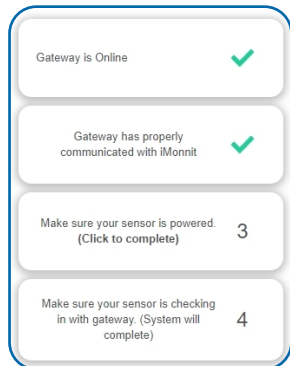 Gateway is Online
Gateway has properly
communicated with iMonnit
Make sure your sensor is powered.
(Click to complete)
3
Make sure your sensor is checking
in with gateway. (System will
complete)
4